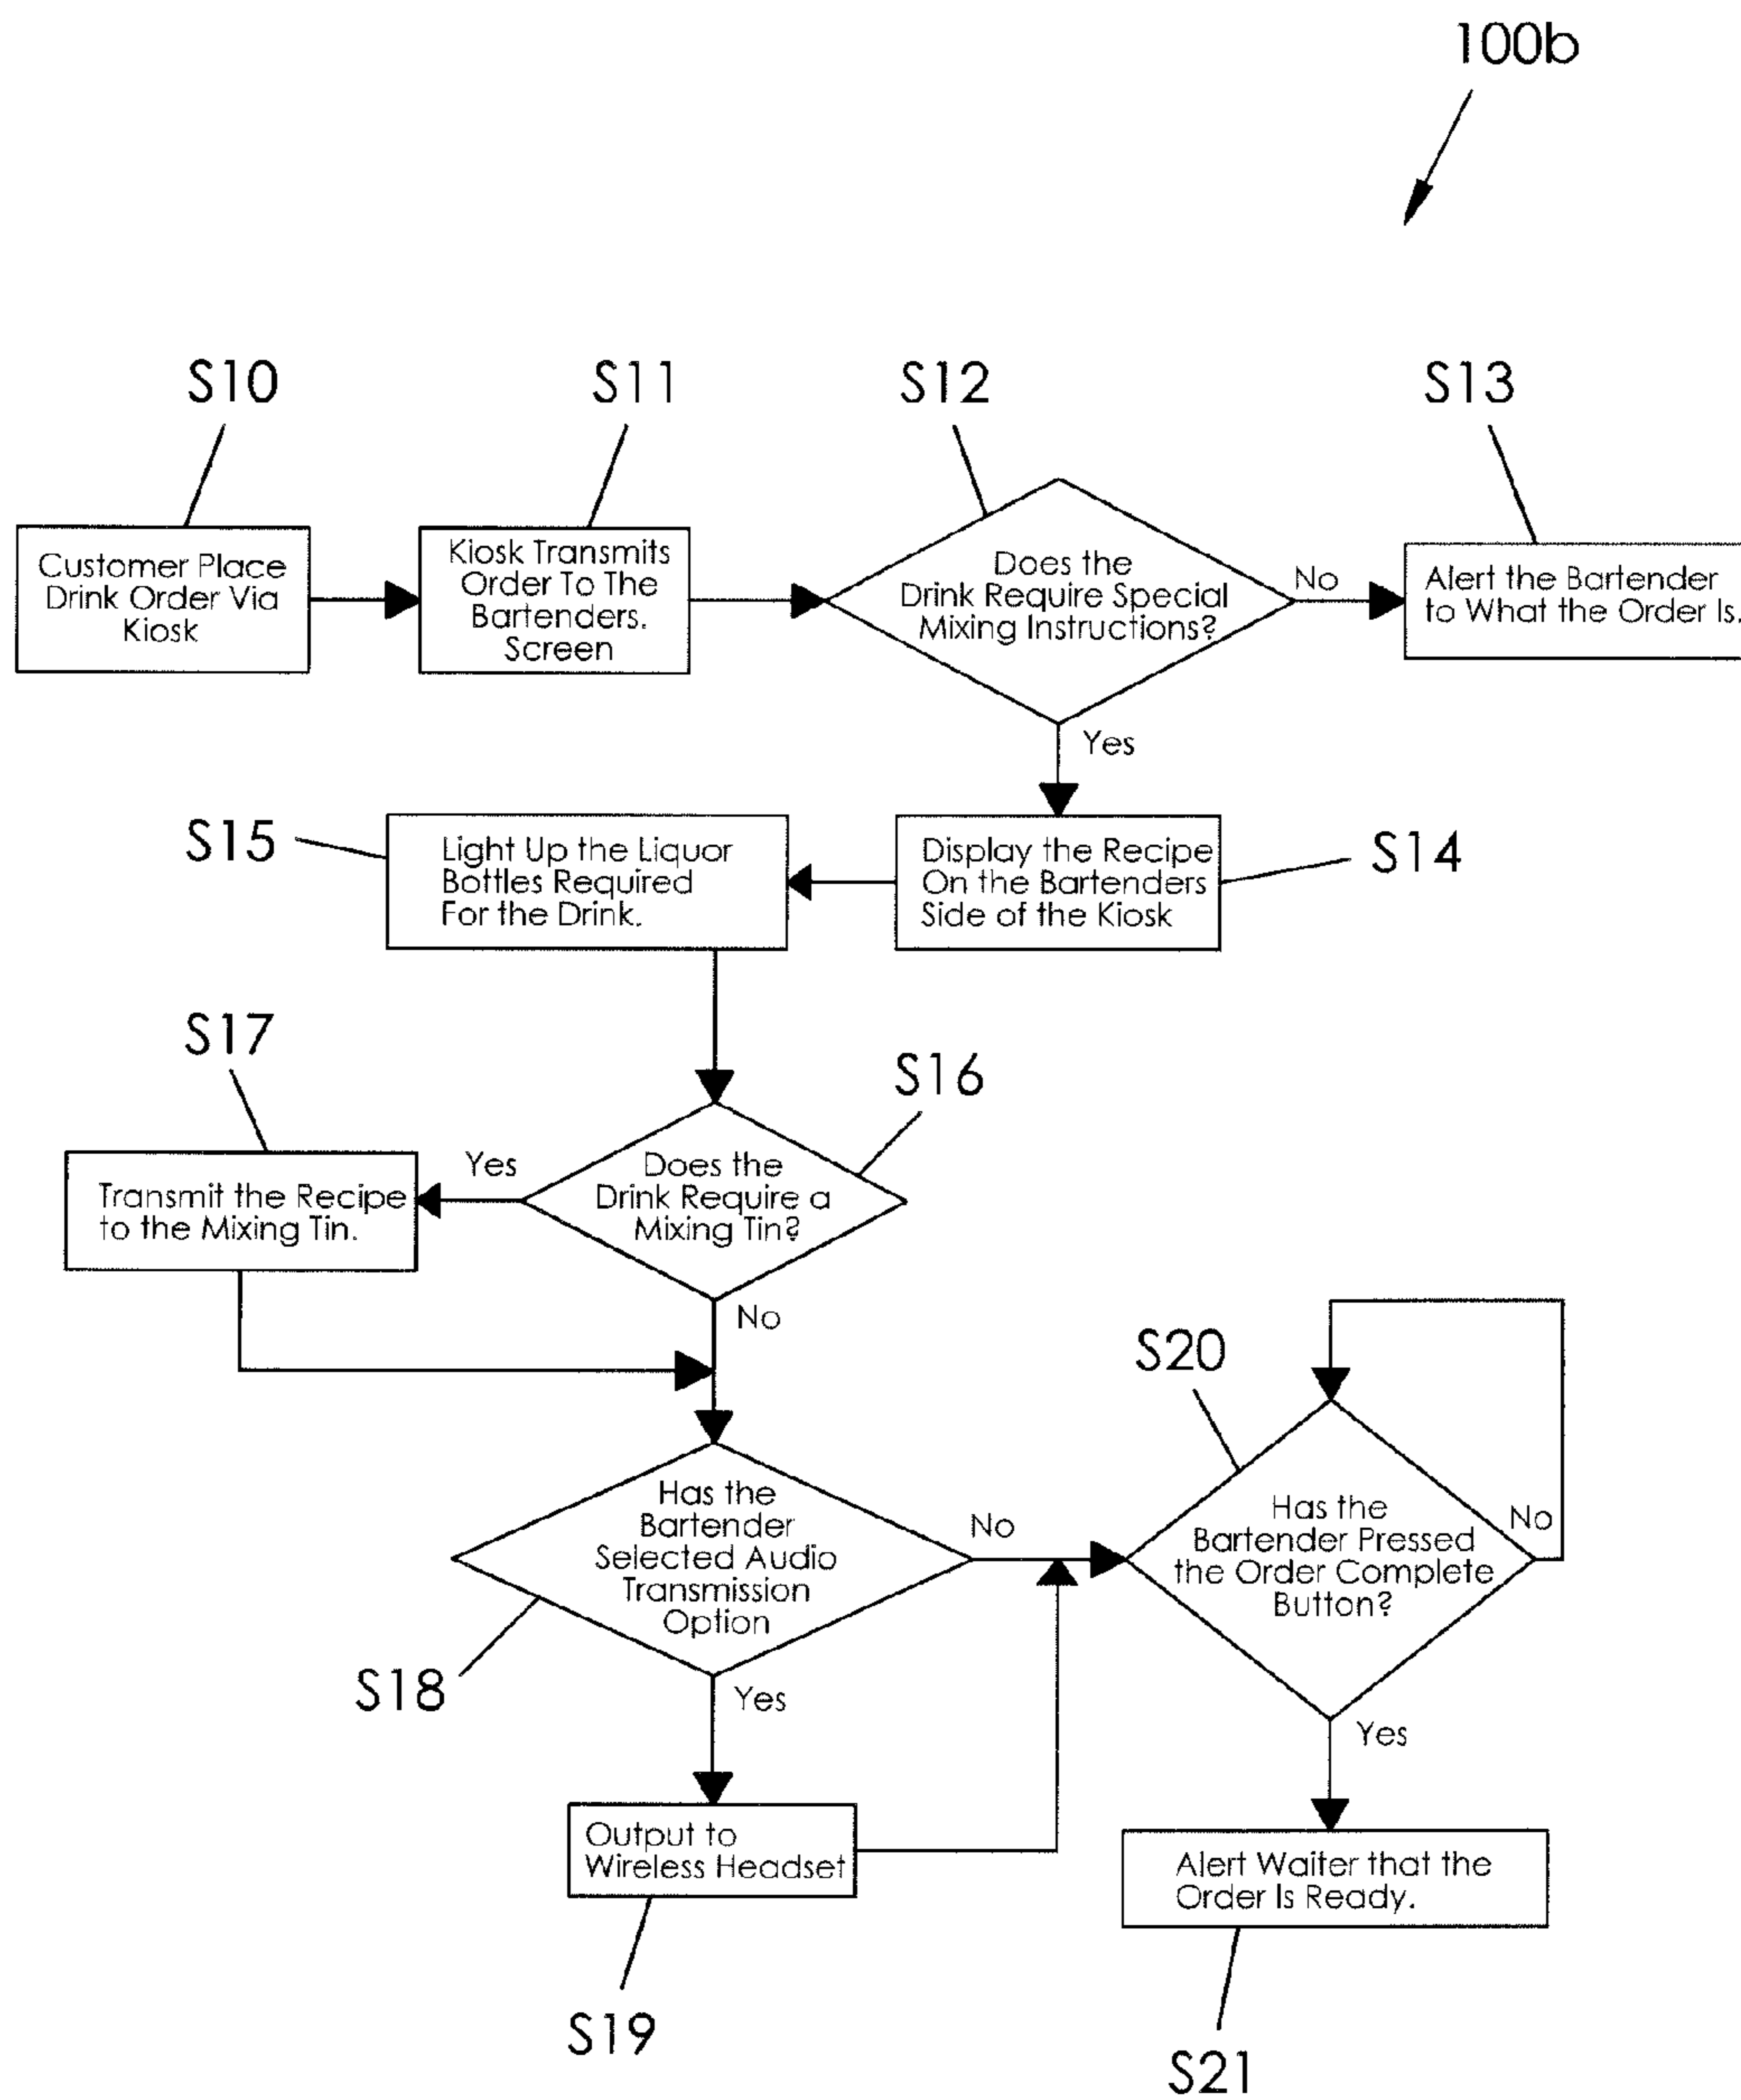 100b
S10
S11
S12
S13
Customer Place
Drink Order Via
Kiosk
Kiosk Transmits
Order To The
Bartenders.
Screen
Does the
Drink Require Special
Mixing Instructions?
No
Alert the Bartender
to What the Order Is.
Yes
S15
Light Up the Liquor
Bottles Required
For the Drink.
Display the Recipe
On the Bartenders
Side of the Kiosk
S14
S17
S16
Transmit the Recipe
to the Mixing Tin.
Yes
Does the
Drink Require a
Mixing Tin?
No
S20
Has the
Bartender
Selected Audio
Transmission
Option
No
Has the
Bartender Pressed
the Order Complete
Button?
No
S18
Yes
Yes
Output to
Wireless Headset
Alert Waiter that the
Order Is Ready.
S19
S21